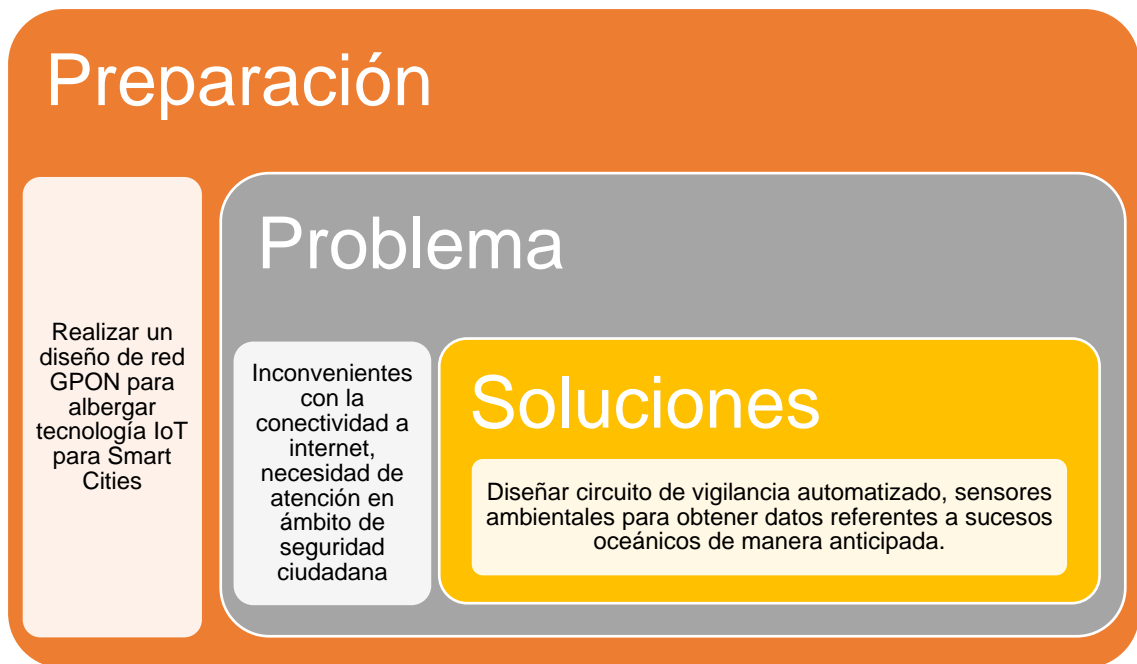 Preparación
Realizar un
diseño de red
GPON para
albergar
tecnología IoT
para Smart
Cities
Problema
Inconvenientes
con la
conectividad a
internet,
necesidad de
atención en
ámbito de
seguridad
ciudadana
Soluciones
Diseñar circuito de vigilancia automatizado, sensores
ambientales para obtener datos referentes a sucesos
oceánicos de manera anticipada.